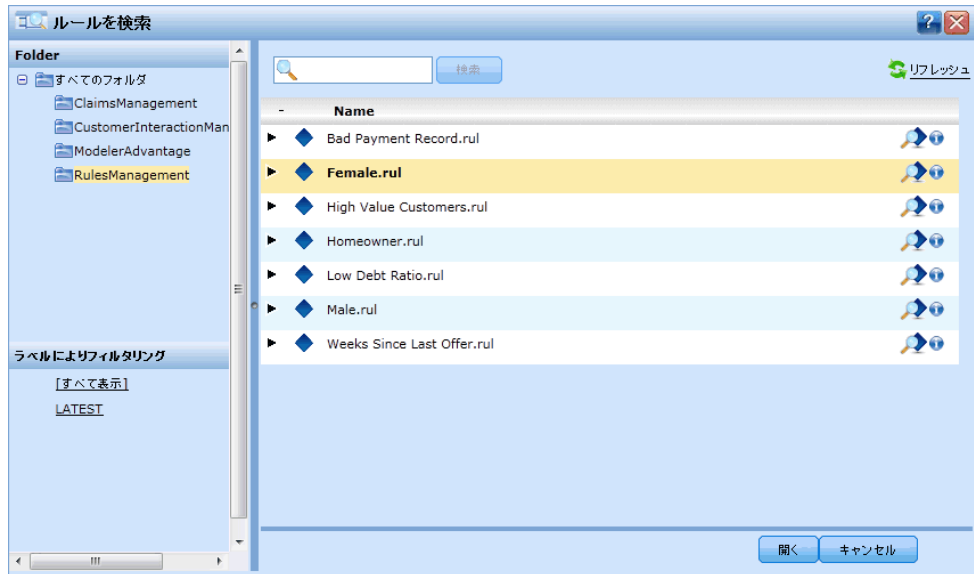 ルールを検索
Folder
すべてのフォルダ
ClaimsManagement
CustomerInteractionMan
ModelerAdvantage
RulesManagement
ラベルによりフィルタリング
[すべて表示]
LATEST
検索
リフレッシュ
- Name
Bad Payment Record.rul
Female.rul
High Value Customers.rul
Homeowner.rul
Low Debt Ratio.rul
Male.rul
Weeks Since Last Offer.rul
開く
キャンセル